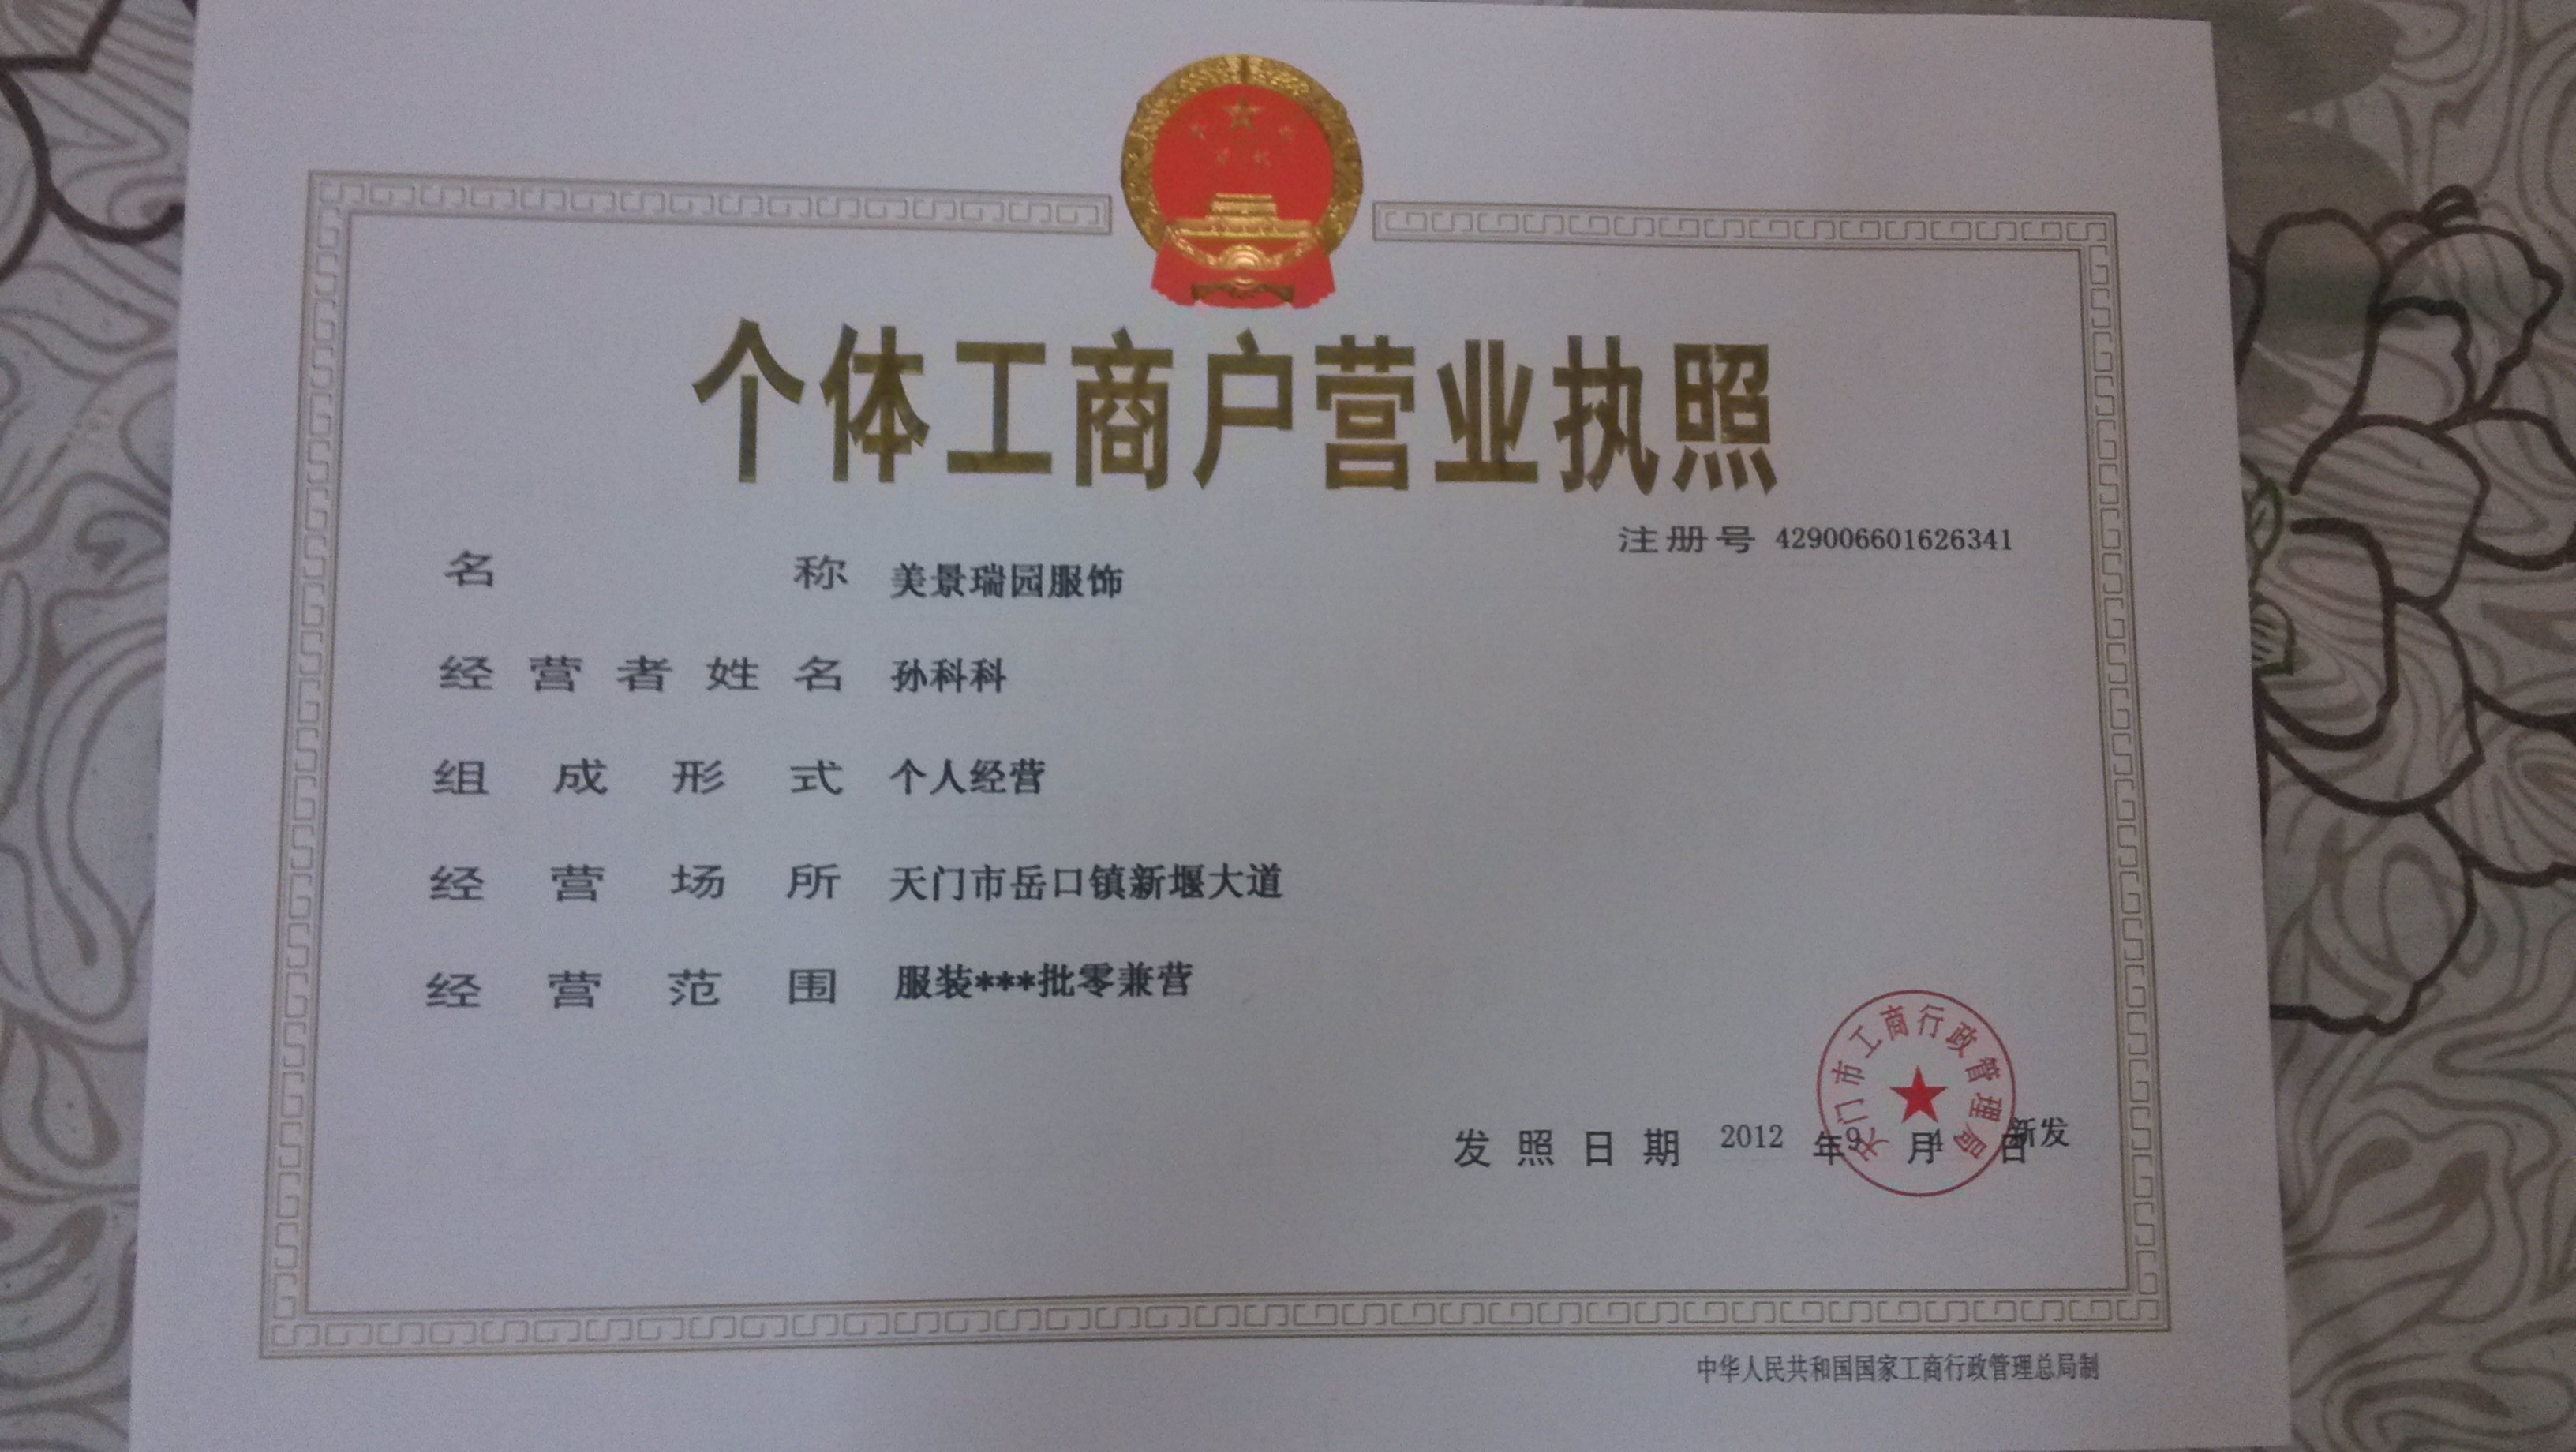 个体工商户营业执照
注册号 429006601626341
名称 美景瑞园服饰
经营者姓名 孙科科
组成形式 个人经营
经营场所 天门市岳口镇新堰大道
经营范围 服装***批零兼营
天门市工商行政管理局
发照日期 2012 年 9 月 4 日 新发
中华人民共和国国家工商行政管理总局制